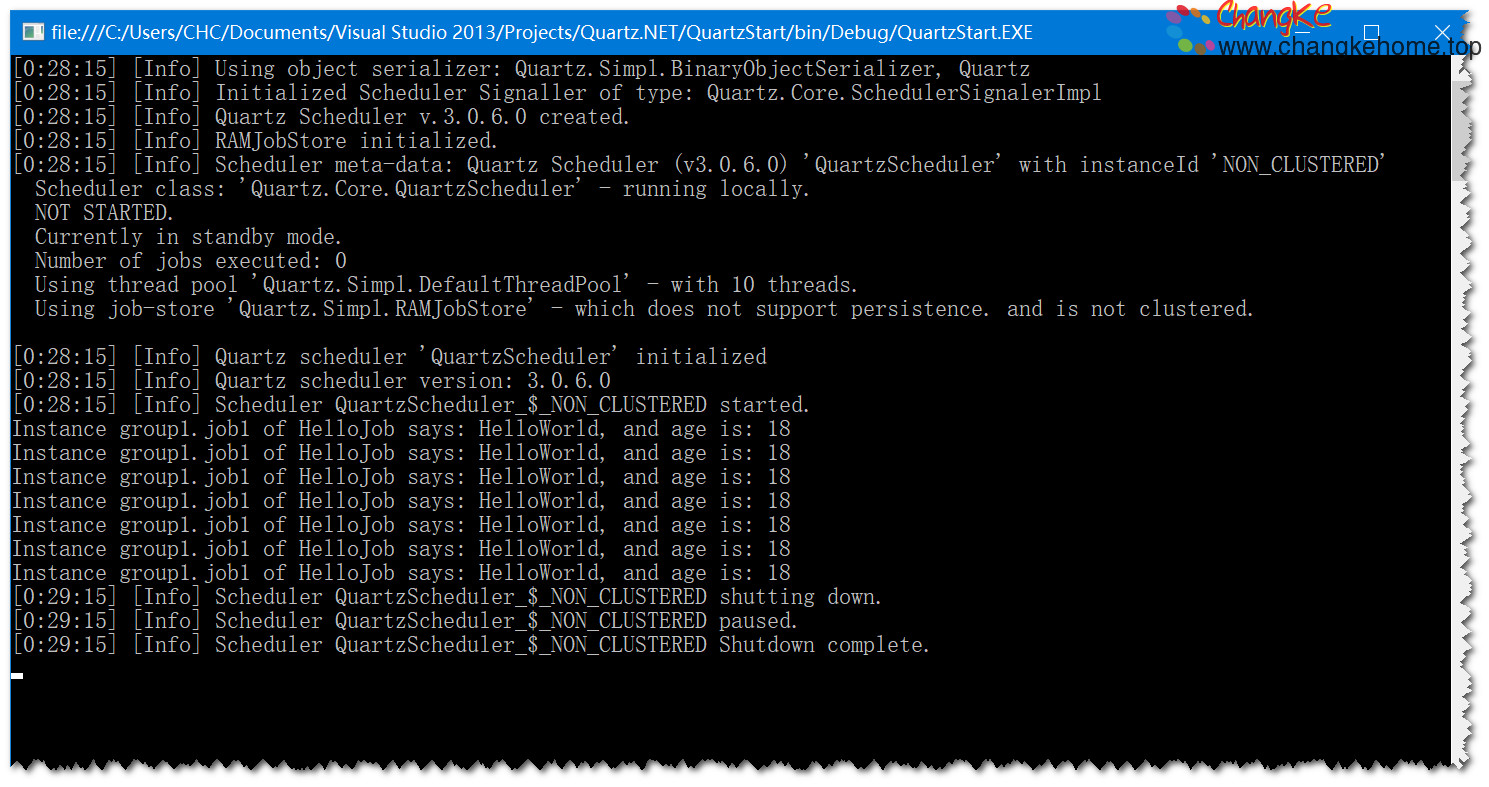 file:///C:/Users/CHC/Documents/Visual Studio 2013/Projects/Quartz.NET/QuartzStart/bin/Debug/QuartzStart.EXE
ChangKe
www.changkehome.top
[0:28:15] [Info] Using object serializer: Quartz.Simpl.BinaryObjectSerializer, Quartz
[0:28:15] [Info] Initialized Scheduler Signaller of type: Quartz.Core.SchedulerSignalerImpl
[0:28:15] [Info] Quartz Scheduler v.3.0.6.0 created.
[0:28:15] [Info] RAMJobStore initialized.
[0:28:15] [Info] Scheduler meta-data: Quartz Scheduler (v3.0.6.0) 'QuartzScheduler' with instanceId 'NON_CLUSTERED'
Scheduler class: 'Quartz.Core.QuartzScheduler' - running locally.
NOT STARTED.
Currently in standby mode.
Number of jobs executed: 0
Using thread pool 'Quartz.Simpl.DefaultThreadPool' - with 10 threads.
Using job-store 'Quartz.Simpl.RAMJobStore' - which does not support persistence. and is not clustered.
[0:28:15] [Info] Quartz scheduler 'QuartzScheduler' initialized
[0:28:15] [Info] Quartz scheduler version: 3.0.6.0
[0:28:15] [Info] Scheduler QuartzScheduler_$_NON_CLUSTERED started.
Instance group1.job1 of HelloJob says: HelloWorld, and age is: 18
Instance group1.job1 of HelloJob says: HelloWorld, and age is: 18
Instance group1.job1 of HelloJob says: HelloWorld, and age is: 18
Instance group1.job1 of HelloJob says: HelloWorld, and age is: 18
Instance group1.job1 of HelloJob says: HelloWorld, and age is: 18
Instance group1.job1 of HelloJob says: HelloWorld, and age is: 18
Instance group1.job1 of HelloJob says: HelloWorld, and age is: 18
[0:29:15] [Info] Scheduler QuartzScheduler_$_NON_CLUSTERED shutting down.
[0:29:15] [Info] Scheduler QuartzScheduler_$_NON_CLUSTERED paused.
[0:29:15] [Info] Scheduler QuartzScheduler_$_NON_CLUSTERED Shutdown complete.